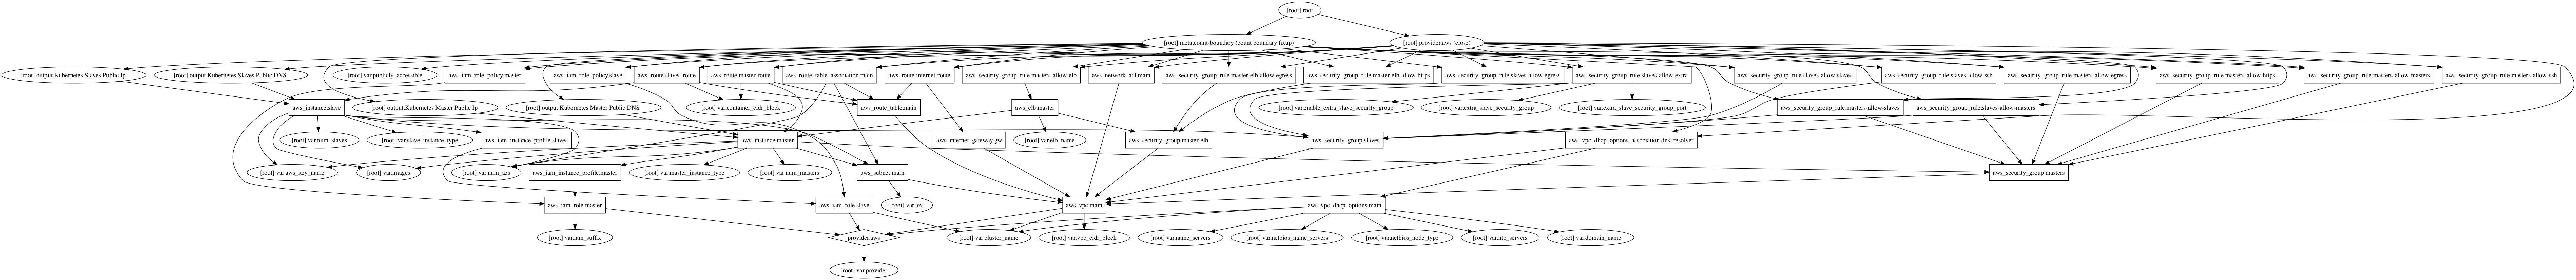 [root] root
[root] meta.count-boundary (count boundary fixup)
[root] provider.aws (close)
[root] output.Kubernetes Slaves Public Ip
[root] output.Kubernetes Slaves Public DNS
[root] var.publicly_accessible
aws_iam_role_policy.master
aws_iam_role_policy.slave
aws_route.slaves-route
aws_route.master-route
aws_route_table_association.main
aws_route.internet-route
aws_security_group_rule.masters-allow-elb
aws_network_acl.main
aws_security_group_rule.master-elb-allow-egress
aws_security_group_rule.master-elb-allow-https
aws_security_group_rule.slaves-allow-egress
aws_security_group_rule.slaves-allow-extra
aws_security_group_rule.slaves-allow-slaves
aws_security_group_rule.slaves-allow-ssh
aws_security_group_rule.masters-allow-egress
aws_security_group_rule.masters-allow-https
aws_security_group_rule.masters-allow-masters
aws_security_group_rule.masters-allow-ssh
aws_instance.slave
[root] output.Kubernetes Master Public Ip
[root] output.Kubernetes Master Public DNS
[root] var.container_cidr_block
aws_route_table.main
aws_elb.master
[root] var.enable_extra_slave_security_group
[root] var.extra_slave_security_group
[root] var.extra_slave_security_group_port
aws_security_group_rule.masters-allow-slaves
aws_security_group_rule.slaves-allow-masters
[root] var.num_slaves
[root] var.slave_instance_type
aws_iam_instance_profile.slaves
aws_instance.master
aws_internet_gateway.gw
[root] var.elb_name
aws_security_group.master-elb
aws_security_group.slaves
aws_vpc_dhcp_options_association.dns_resolver
[root] var.aws_key_name
[root] var.images
[root] var.num_azs
aws_iam_instance_profile.master
[root] var.master_instance_type
[root] var.num_masters
aws_subnet.main
aws_security_group.masters
aws_iam_role.master
aws_iam_role.slave
[root] var.azs
aws_vpc.main
aws_vpc_dhcp_options.main
[root] var.iam_suffix
provider.aws
[root] var.cluster_name
[root] var.vpc_cidr_block
[root] var.name_servers
[root] var.netbios_name_servers
[root] var.netbios_node_type
[root] var.ntp_servers
[root] var.domain_name
[root] var.provider